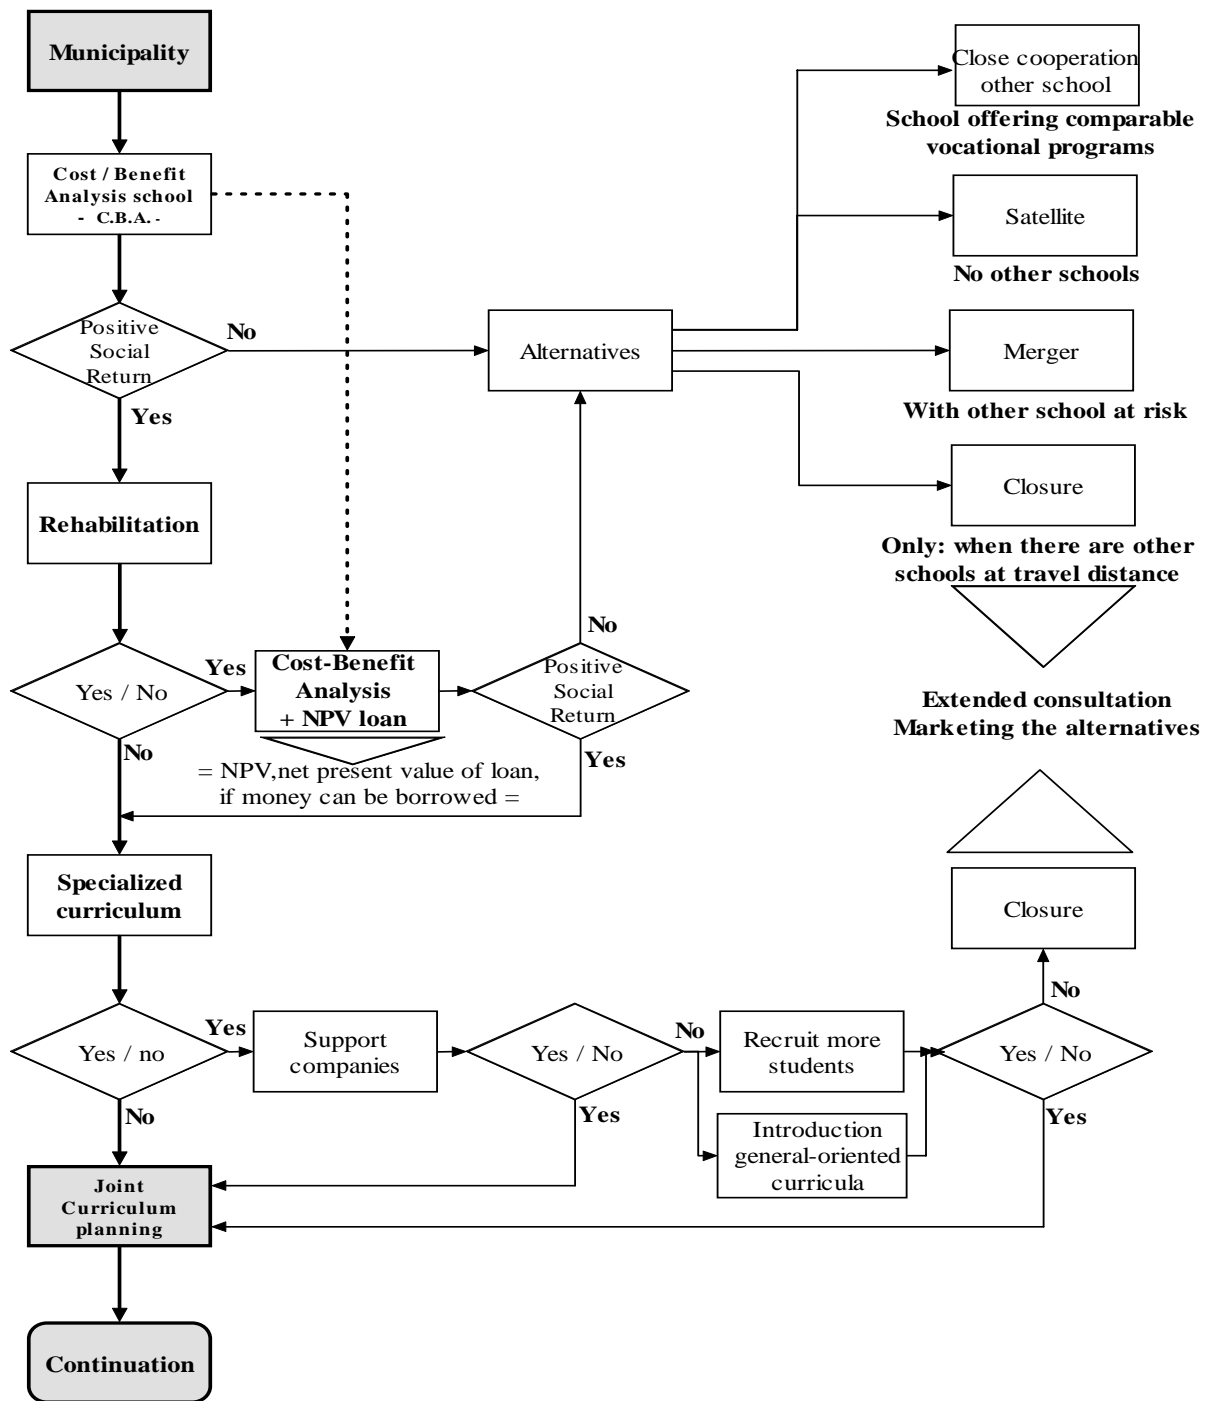 Municipality
Close cooperation
other school
School offering comparable
vocational programs
Cost / Benefit
Analysis school
- C.B.A. -
Satellite
No other schools
Positive
Social
Return
No
Yes
Alternatives
Merger
With other school at risk
Rehabilitation
Closure
Only: when there are other
schools at travel distance
Yes / No
Yes
No
Cost-Benefit
Analysis
+ NPV loan
= NPV,net present value of loan,
if money can be borrowed =
No
Positive
Social
Return
Yes
Extended consultation
Marketing the alternatives
Specialized
curriculum
Closure
Yes / no
Yes
No
Support
companies
Yes / No
No
Yes
Recruit more
students
Introduction
general-oriented
curricula
No
Yes / No
Yes
Joint
Curriculum
planning
Continuation